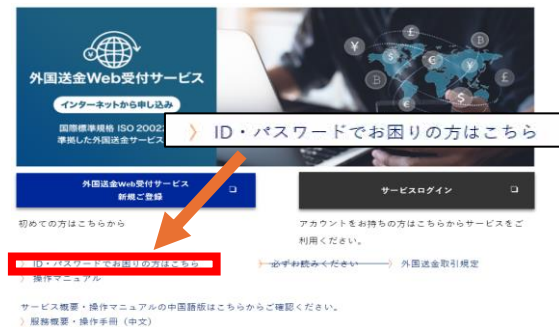 外国送金Web受付サービス
インターネットから申し込み
国際標準規格 ISO 20022
準拠した外国送金サービス
〉 ID・パスワードでお困りの方はこちら
外国送金Web受付サービス
新規ご登録
サービスログイン
初めての方はこちらから
アカウントをお持ちの方はこちらからサービスをご
利用ください。
〉 ID・パスワードでお困りの方はこちら
〉 必ずお読みください
〉 外国送金取引規定
〉 操作マニュアル
サービス概要・操作マニュアルの中国語版はこちらからご確認ください。
〉 服務概要・操作手冊（中文）